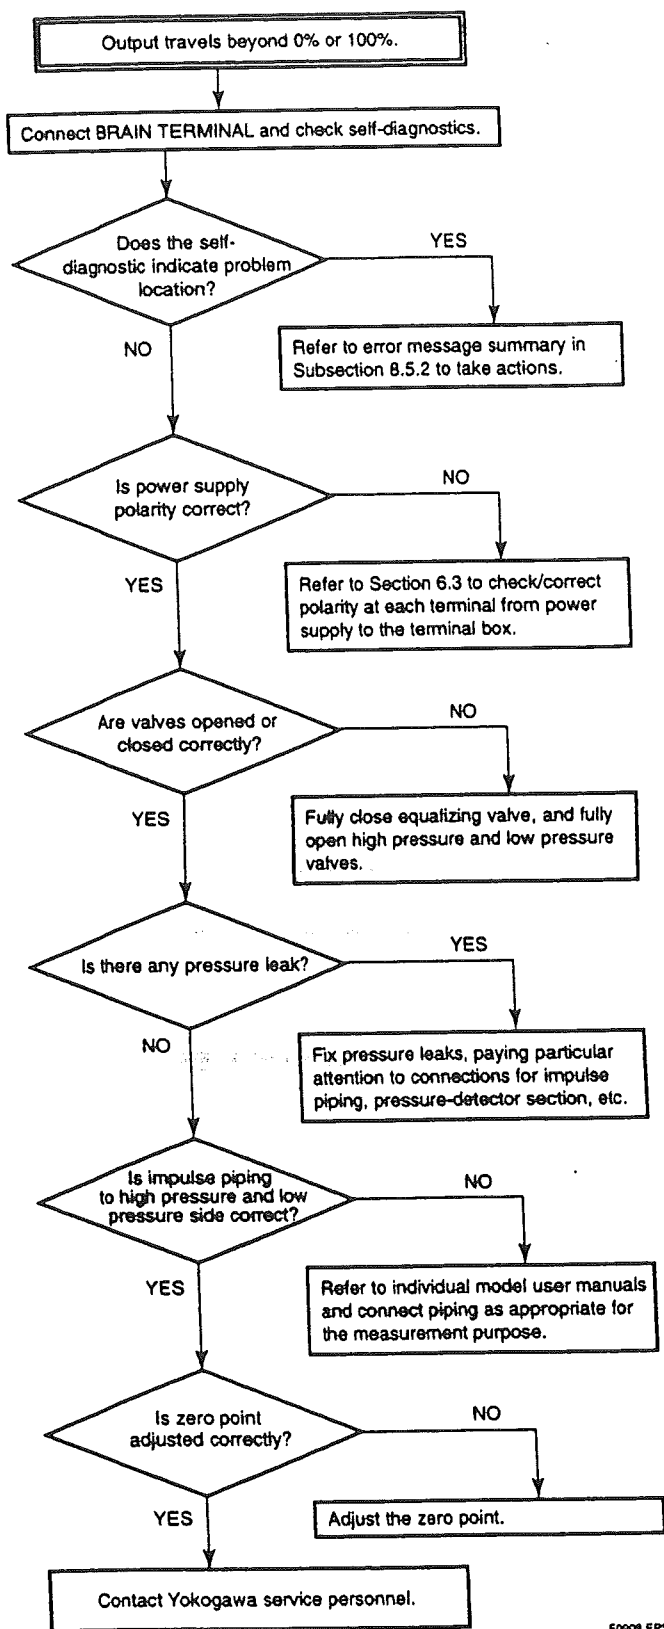 Output travels beyond 0% or 100%.
Connect BRAIN TERMINAL and check self-diagnostics.
Does the self-
diagnostic indicate problem
location?
YES
NO
Refer to error message summary in
Subsection 8.5.2 to take actions.
Is power supply
polarity correct?
NO
YES
Refer to Section 6.3 to check/correct
polarity at each terminal from power
supply to the terminal box.
Are valves opened or
closed correctly?
NO
YES
Fully close equalizing valve, and fully
open high pressure and low pressure
valves.
Is there any pressure leak?
YES
NO
Fix pressure leaks, paying particular
attention to connections for impulse
piping, pressure-detector section, etc.
Is impulse piping
to high pressure and low
pressure side correct?
NO
YES
Refer to individual model user manuals
and connect piping as appropriate for
the measurement purpose.
Is zero point
adjusted correctly?
NO
YES
Adjust the zero point.
Contact Yokogawa service personnel.